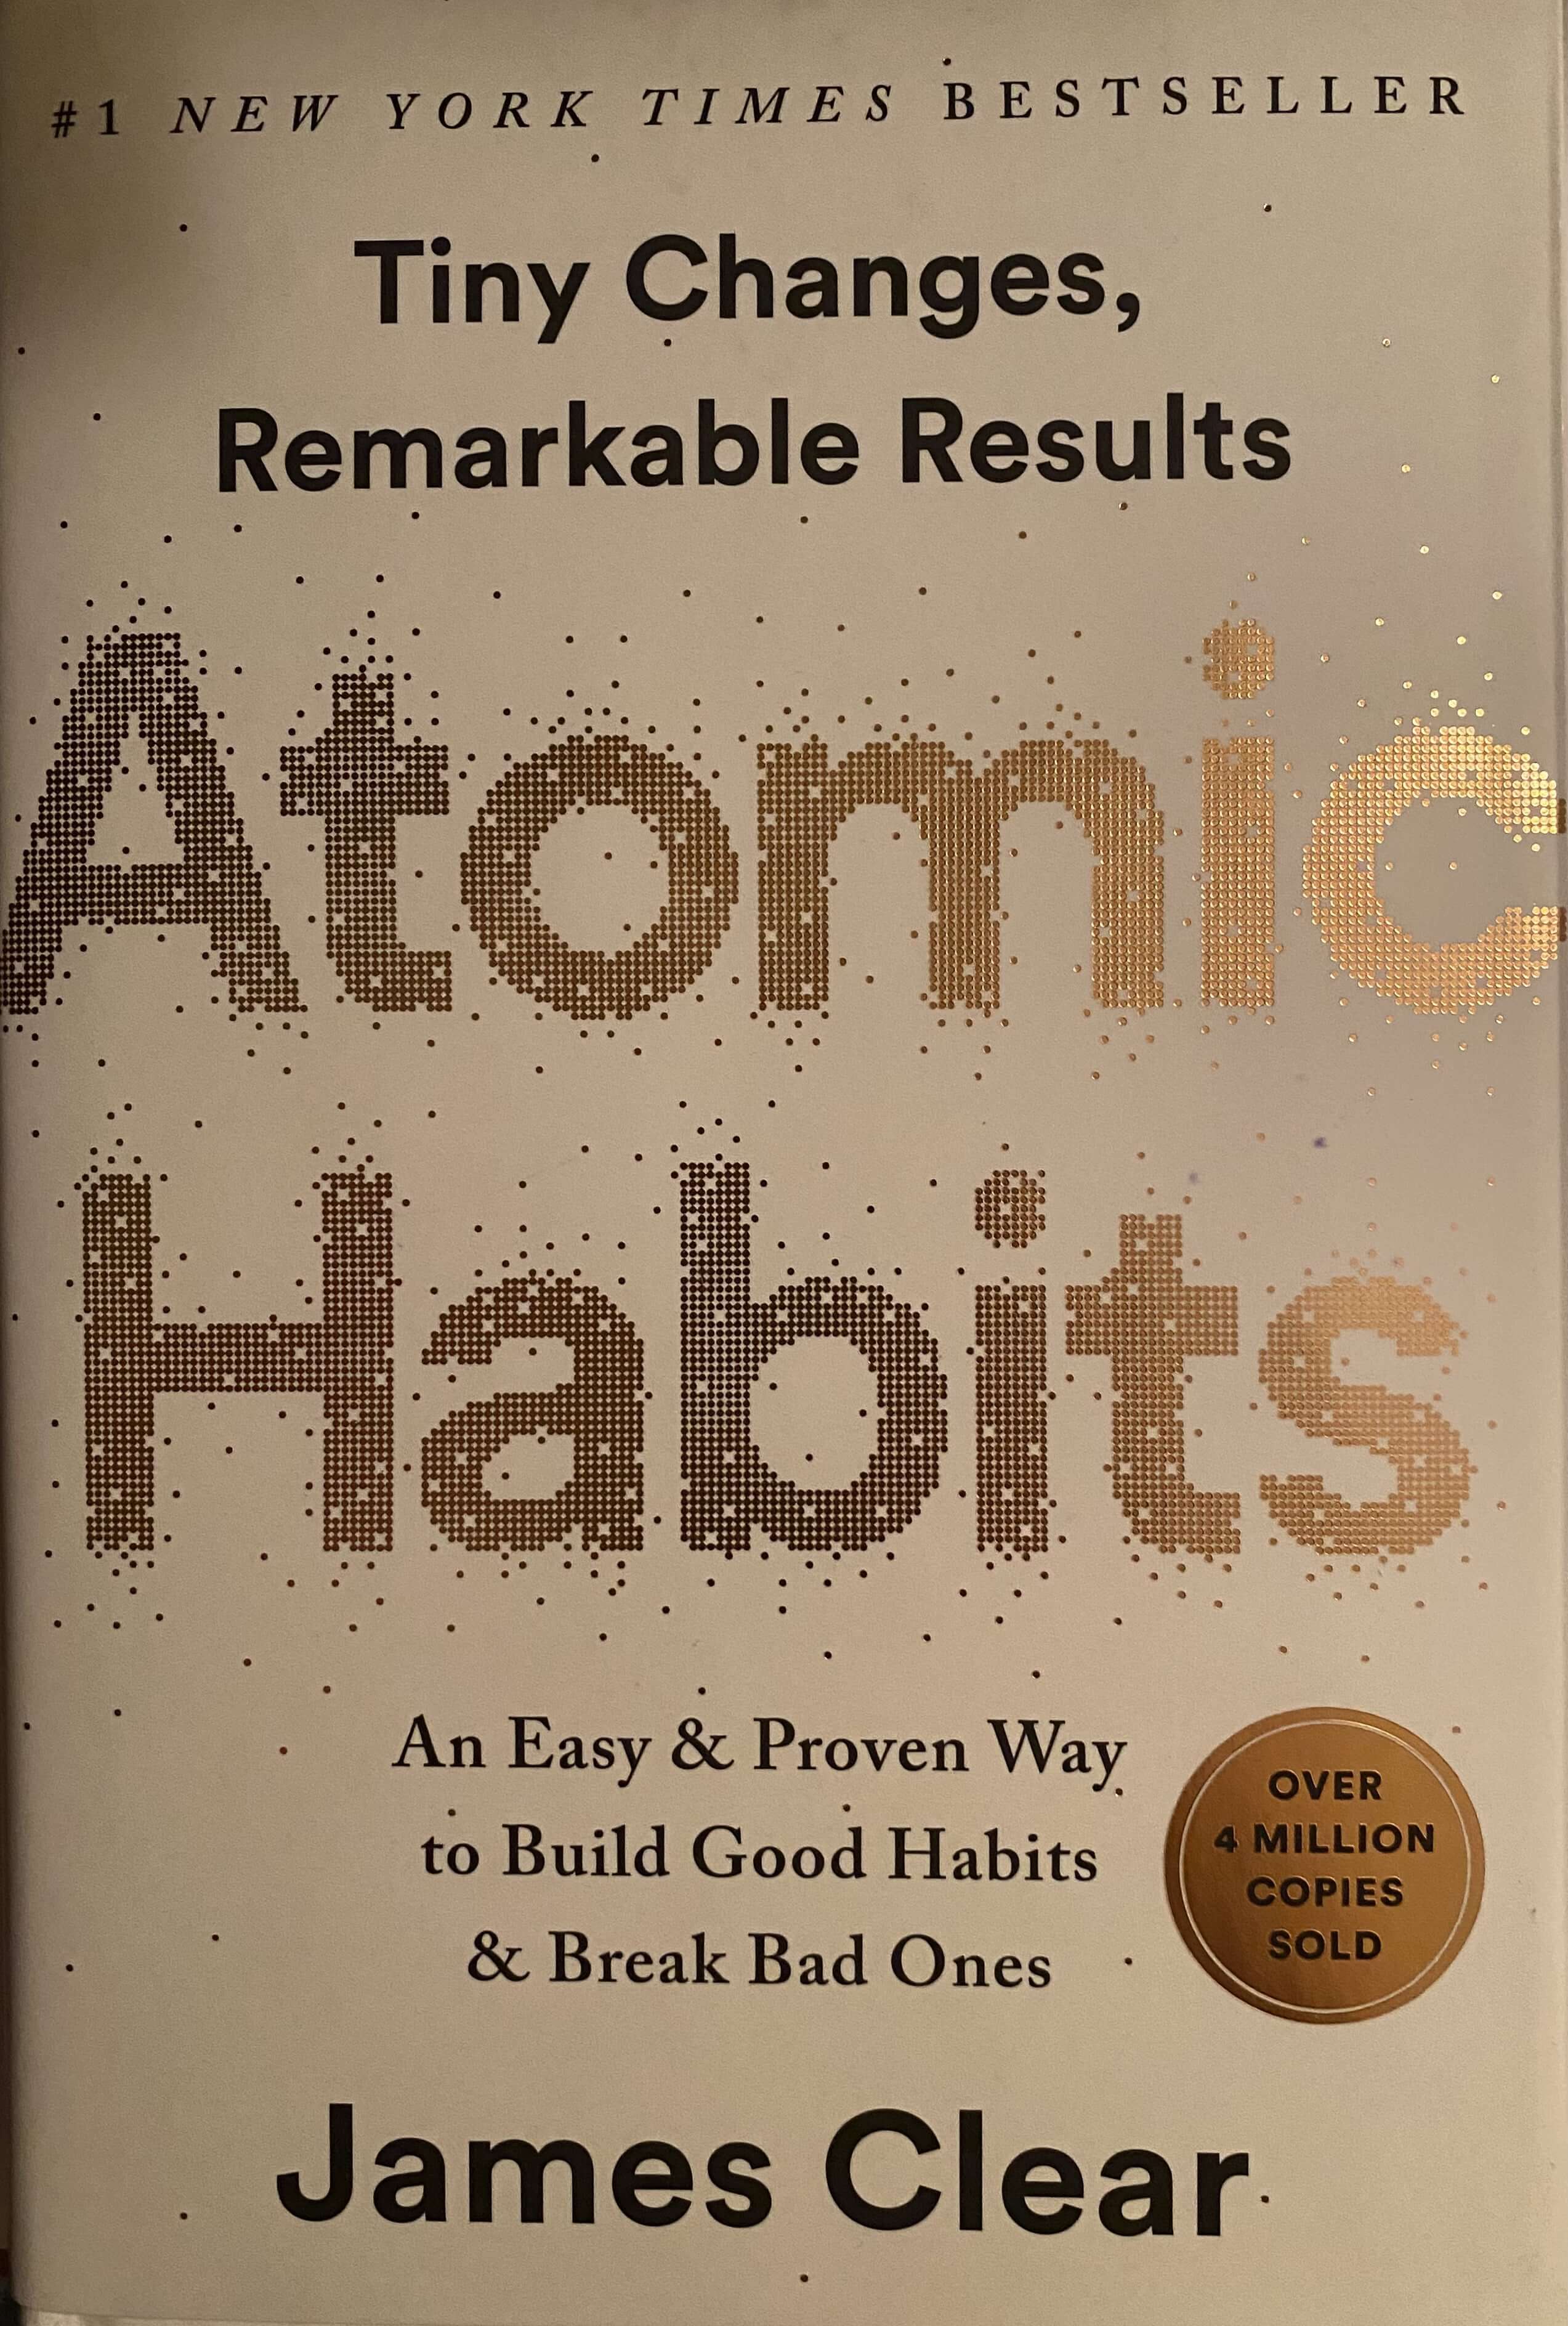 #1 NEW YORK TIMES BESTSELLER
Tiny Changes,
Remarkable Results
Atomic
Habits
An Easy & Proven Way
to Build Good Habits
& Break Bad Ones
OVER
4 MILLION
COPIES
SOLD
James Clear